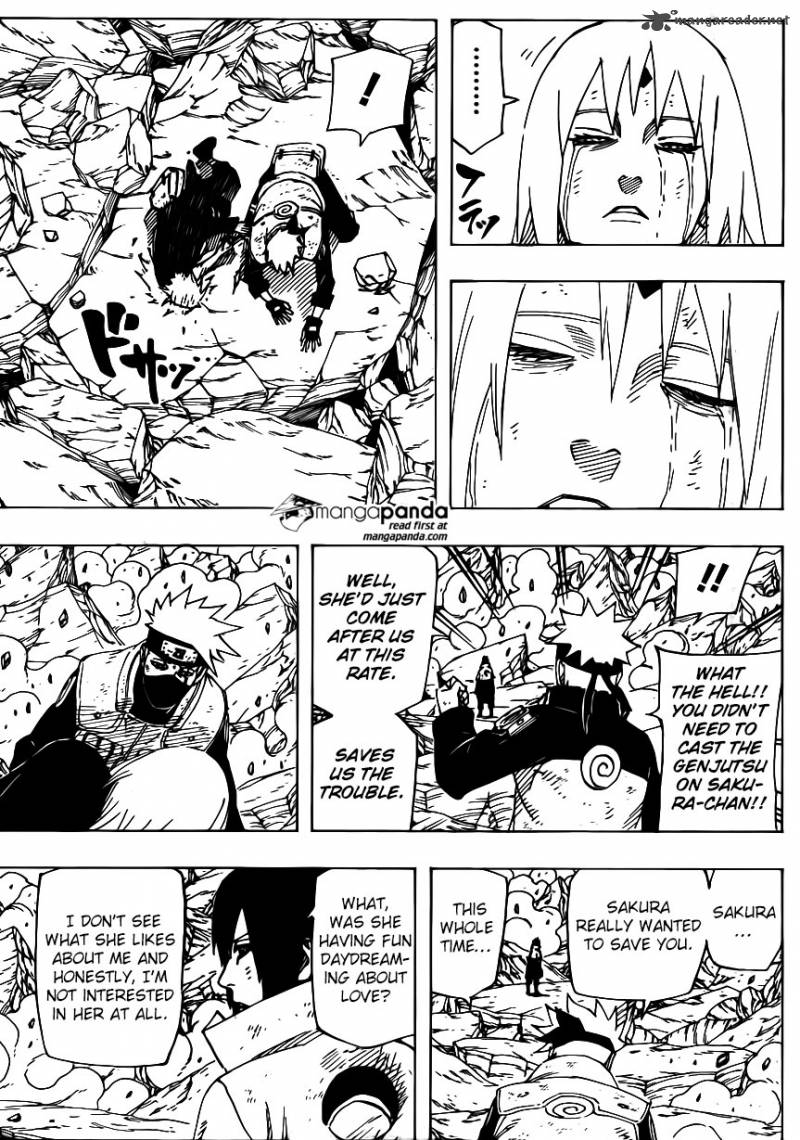 mangareader.net
.........
フラッ
!
ドサッ
mangapanda
read first at
mangapanda.com
!!
WHAT
THE HELL!!
YOU DIDN'T
NEED TO
CAST THE
GENJUTSU
ON SAKU-
RA-CHAN!!
WELL,
SHE'D JUST
COME
AFTER US
AT THIS
RATE.
SAVES
US THE
TROUBLE.
SAKURA
...
SAKURA
REALLY WANTED
TO SAVE YOU.
THIS
WHOLE
TIME...
WHAT,
WAS SHE
HAVING FUN
DAYDREAM-
ING ABOUT
LOVE?
I DON'T SEE
WHAT SHE LIKES
ABOUT ME AND
HONESTLY, I'M
NOT INTERESTED
IN HER AT ALL.